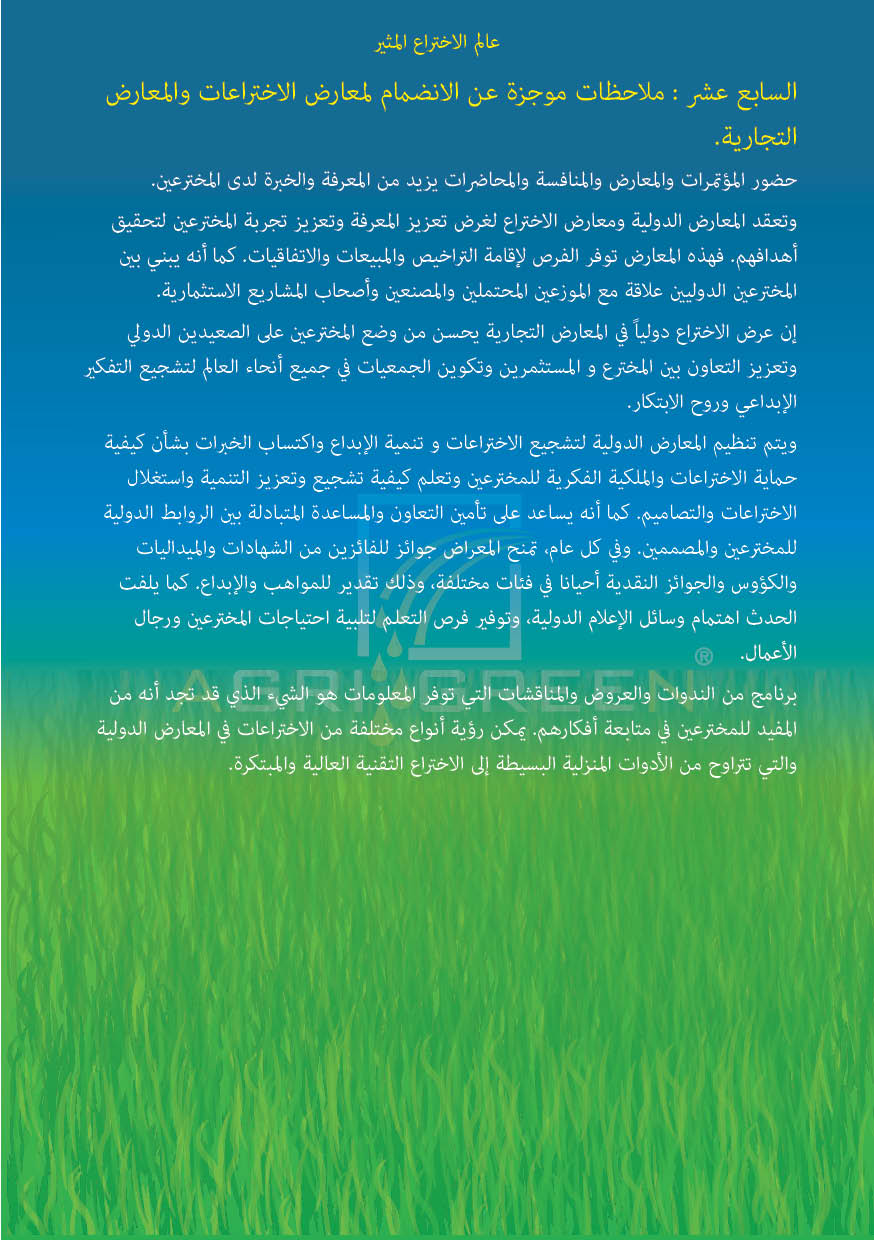 عالم الاختراع المثير
السابع عشر : ملاحظات موجزة عن الانضمام لمعارض الاختراعات والمعارض
التجارية.
حضور المؤتمرات والمعارض والمنافسة والمحاضرات يزيد من المعرفة والخبرة لدى المخترعين.
وتعقد المعارض الدولية ومعارض الاختراع لغرض تعزيز المعرفة وتعزيز تجربة المخترعين لتحقيق
أهدافهم. فهذه المعارض توفر الفرص لإقامة التراخيص والمبيعات والاتفاقيات. كما أنه يبني بين
المخترعين الدوليين علاقة مع الموزعين المحتملين والمصنعين وأصحاب المشاريع الاستثمارية.
إن عرض الاختراع دولياً في المعارض التجارية يحسن من وضع المخترعين على الصعيدين الدولي
وتعزيز التعاون بين المخترع و المستثمرين وتكوين الجمعيات في جميع أنحاء العالم لتشجيع التفكير
الإبداعي وروح الابتكار.
ويتم تنظيم المعارض الدولية لتشجيع الاختراعات و تنمية الإبداع واكتساب الخبرات بشأن كيفية
حماية الاختراعات والملكية الفكرية للمخترعين وتعلم كيفية تشجيع وتعزيز التنمية واستغلال
الاختراعات والتصاميم. كما أنه يساعد على تأمين التعاون والمساعدة المتبادلة بين الروابط الدولية
للمخترعين والمصممين. وفي كل عام، تمنح المعراض جوائز للفائزين من الشهادات والميداليات
والكؤوس والجوائز النقدية أحيانا في فئات مختلفة، وذلك تقدير للمواهب والإبداع. كما يلفت
الحدث اهتمام وسائل الإعلام الدولية، وتوفير فرص التعلم لتلبية احتياجات المخترعين ورجال
الأعمال.
AGRI GREEN ®
برنامج من الندوات والعروض والمناقشات التي توفر المعلومات هو الشيء الذي قد تجد أنه من
المفيد للمخترعين في متابعة أفكارهم. يمكن رؤية أنواع مختلفة من الاختراعات في المعارض الدولية
والتي تتراوح من الأدوات المنزلية البسيطة إلى الاختراع التقنية العالية والمبتكرة.